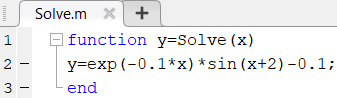 Solve.m
1 function y=Solve(x)
2 y=exp(-0.1*x)*sin(x+2)-0.1;
3 end